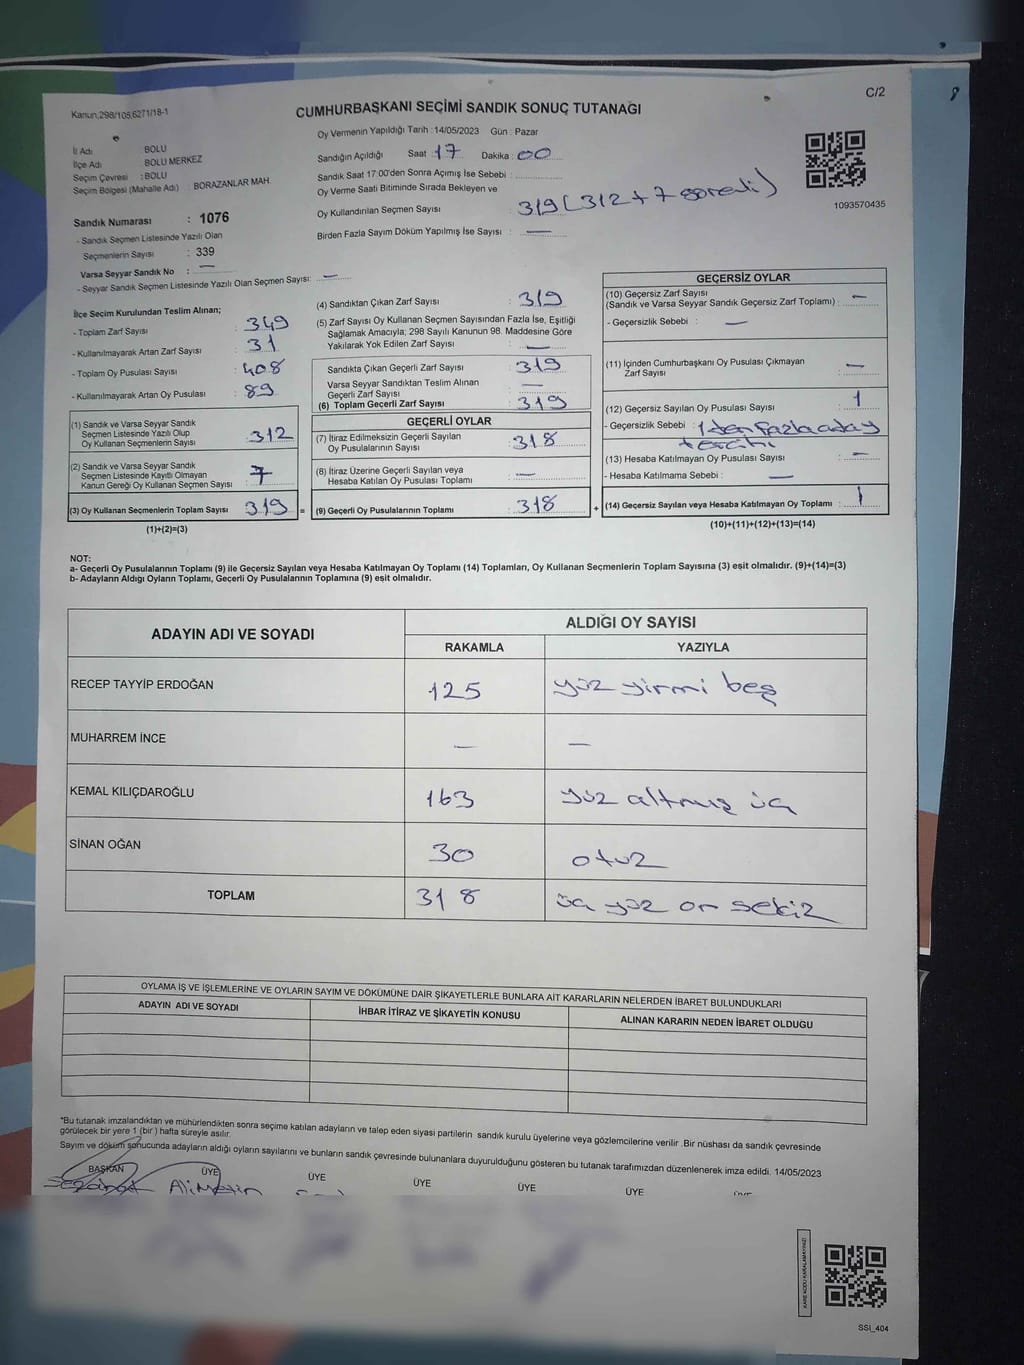 C/2
8
Kanun,298/105;6271/18-1
CUMHURBAŞKANI SEÇİMİ SANDIK SONUÇ TUTANAĞI
İl Adı : BOLU
İlçe Adı : BOLU MERKEZ
Seçim Çevresi : BOLU
Seçim Bölgesi (Mahalle Adı) : BORAZANLAR MAH.
Sandık Numarası : 1076
- Sandık Seçmen Listesinde Yazılı Olan
Seçmenlerin Sayısı : 339
Varsa Seyyar Sandık No : —
- Seyyar Sandık Seçmen Listesinde Yazılı Olan Seçmen Sayısı: —
Oy Vermenin Yapıldığı Tarih :14/05/2023 Gün : Pazar
Sandığın Açıldığı Saat 17 Dakika : 00
Sandık Saat 17:00'den Sonra Açımış İse Sebebi :
Oy Verme Saati Bitiminde Sırada Bekleyen ve
Oy Kullandırılan Seçmen Sayısı : 319 (312 + 7 görevli)
Birden Fazla Sayım Döküm Yapılmış İse Sayısı : —
1093570435
İlçe Seçim Kurulundan Teslim Alınan;
- Toplam Zarf Sayısı : 349
- Kullanılmayarak Artan Zarf Sayısı : 31
- Toplam Oy Pusulası Sayısı : 408
- Kullanılmayarak Artan Oy Pusulası : 89
(1) Sandık ve Varsa Seyyar Sandık
Seçmen Listesinde Yazılı Olup
Oy Kullanan Seçmenlerin Sayısı : 312
(2) Sandık ve Varsa Seyyar Sandık
Seçmen Listesinde Kayıtlı Olmayan
Kanun Gereği Oy Kullanan Seçmen Sayısı : 7
(3) Oy Kullanan Seçmenlerin Toplam Sayısı : 319 =
(1)+(2)=(3)
(4) Sandıktan Çıkan Zarf Sayısı : 319
(5) Zarf Sayısı Oy Kullanan Seçmen Sayısından Fazla İse, Eşitliği
Sağlamak Amacıyla; 298 Sayılı Kanunun 98. Maddesine Göre
Yakılarak Yok Edilen Zarf Sayısı : —
Sandıkta Çıkan Geçerli Zarf Sayısı : 319
Varsa Seyyar Sandıktan Teslim Alınan
Geçerli Zarf Sayısı : —
(6) Toplam Geçerli Zarf Sayısı : 319
GEÇERLİ OYLAR
(7) İtiraz Edilmeksizin Geçerli Sayılan
Oy Pusulalarının Sayısı : 318
(8) İtiraz Üzerine Geçerli Sayılan veya
Hesaba Katılan Oy Pusulası Toplamı : —
(9) Geçerli Oy Pusulalarının Toplamı : 318 +
GEÇERSİZ OYLAR
(10) Geçersiz Zarf Sayısı
(Sandık ve Varsa Seyyar Sandık Geçersiz Zarf Toplamı) : —
- Geçersizlik Sebebi : —
(11) İçinden Cumhurbaşkanı Oy Pusulası Çıkmayan
Zarf Sayısı : —
(12) Geçersiz Sayılan Oy Pusulası Sayısı : 1
- Geçersizlik Sebebi : 1 den fazla aday
tercihi
(13) Hesaba Katılmayan Oy Pusulası Sayısı : —
- Hesaba Katılmama Sebebi : —
(14) Geçersiz Sayılan veya Hesaba Katılmayan Oy Toplamı : 1
(10)+(11)+(12)+(13)=(14)
NOT:
a- Geçerli Oy Pusulalarının Toplamı (9) ile Geçersiz Sayılan veya Hesaba Katılmayan Oy Toplamı (14) Toplamları, Oy Kullanan Seçmenlerin Toplam Sayısına (3) eşit olmalıdır. (9)+(14)=(3)
b- Adayların Aldığı Oyların Toplamı, Geçerli Oy Pusulalarının Toplamına (9) eşit olmalıdır.
ADAYIN ADI VE SOYADI ALDIĞI OY SAYISI
RAKAMLA YAZIYLA
RECEP TAYYİP ERDOĞAN 125 yüz yirmi beş
MUHARREM İNCE — —
KEMAL KILIÇDAROĞLU 163 yüz altmış üç
SİNAN OĞAN 30 otuz
TOPLAM 318 üç yüz on sekiz
OYLAMA İŞ VE İŞLEMLERİNE VE OYLARIN SAYIM VE DÖKÜMÜNE DAİR ŞİKAYETLERLE BUNLARA AİT KARARLARIN NELERDEN İBARET BULUNDUKLARI
ADAYIN ADI VE SOYADI İHBAR İTİRAZ VE ŞİKAYETİN KONUSU ALINAN KARARIN NEDEN İBARET OLDUĞU
*Bu tutanak imzalandıktan ve mühürlendikten sonra seçime katılan adayların ve talep eden siyasi partilerin sandık kurulu üyelerine veya gözlemcilerine verilir .Bir nüshası da sandık çevresinde
görülecek bir yere 1 (bir) hafta süreyle asılır.
Sayım ve döküm sonucunda adayların aldığı oyların sayılarını ve bunların sandık çevresinde bulunanlara duyurulduğunu gösteren bu tutanak tarafımızdan düzenlenerek imza edildi. 14/05/2023
BAŞKAN ÜYE ÜYE ÜYE ÜYE ÜYE
KARE KODU KARALAMAYINIZ!
SSI_404